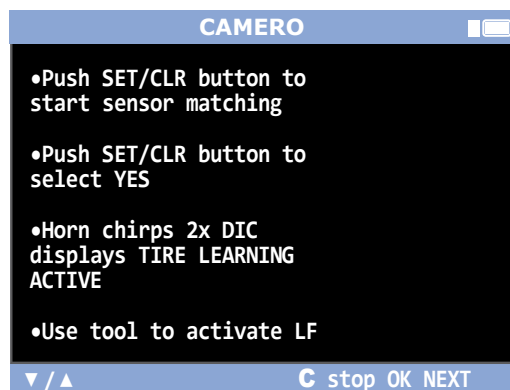 CAMERO
•Push SET/CLR button to
start sensor matching
•Push SET/CLR button to
select YES
•Horn chirps 2x DIC
displays TIRE LEARNING
ACTIVE
•Use tool to activate LF
▼/▲ C stop OK NEXT